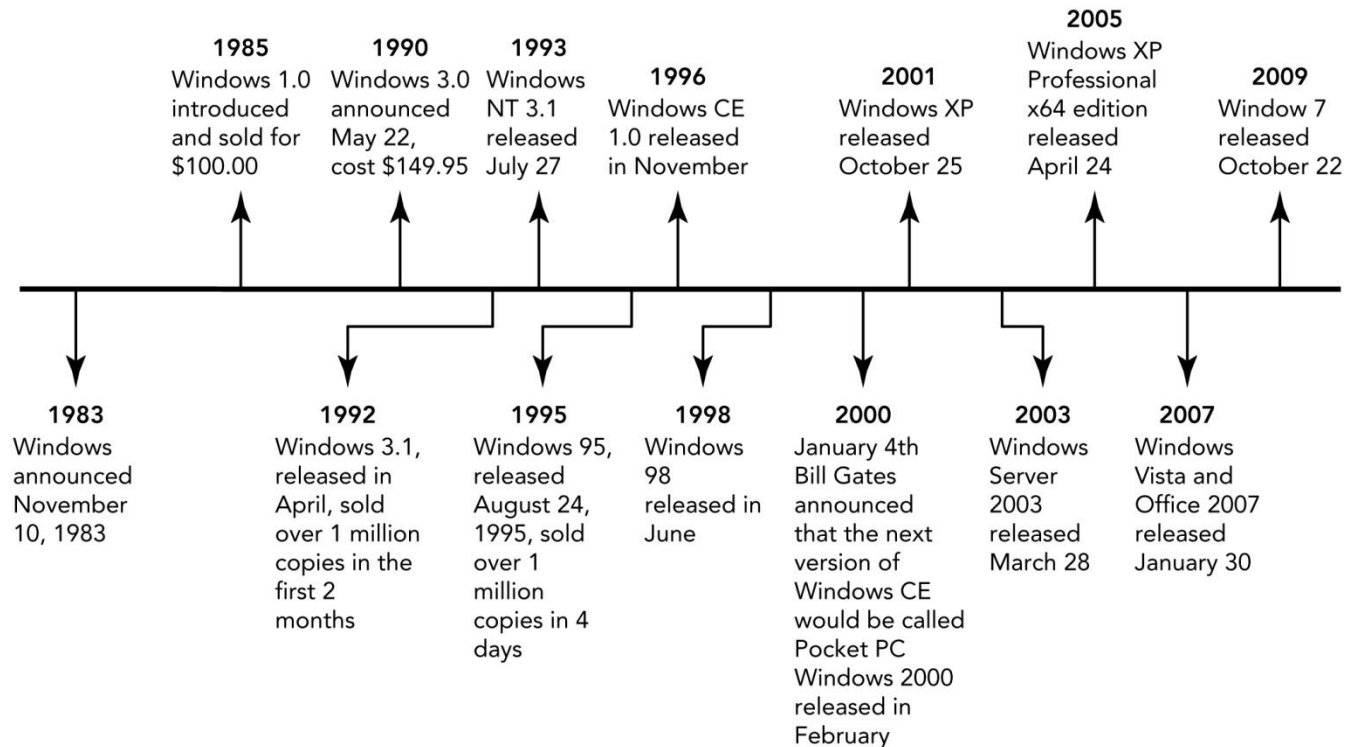 1985
Windows 1.0
introduced
and sold for
$100.00
1990
Windows 3.0
announced
May 22,
cost $149.95
1993
Windows
NT 3.1
released
July 27
1996
Windows CE
1.0 released
in November
2001
Windows XP
released
October 25
2005
Windows XP
Professional
x64 edition
released
April 24
2009
Window 7
released
October 22
1983
Windows
announced
November
10, 1983
1992
Windows 3.1,
released in
April, sold
over 1 million
copies in the
first 2
months
1995
Windows 95,
released
August 24,
1995, sold
over 1
million
copies in 4
days
1998
Windows
98
released in
June
2000
January 4th
Bill Gates
announced
that the next
version of
Windows CE
would be called
Pocket PC
Windows 2000
released in
February
2003
Windows
Server
2003
released
March 28
2007
Windows
Vista and
Office 2007
released
January 30